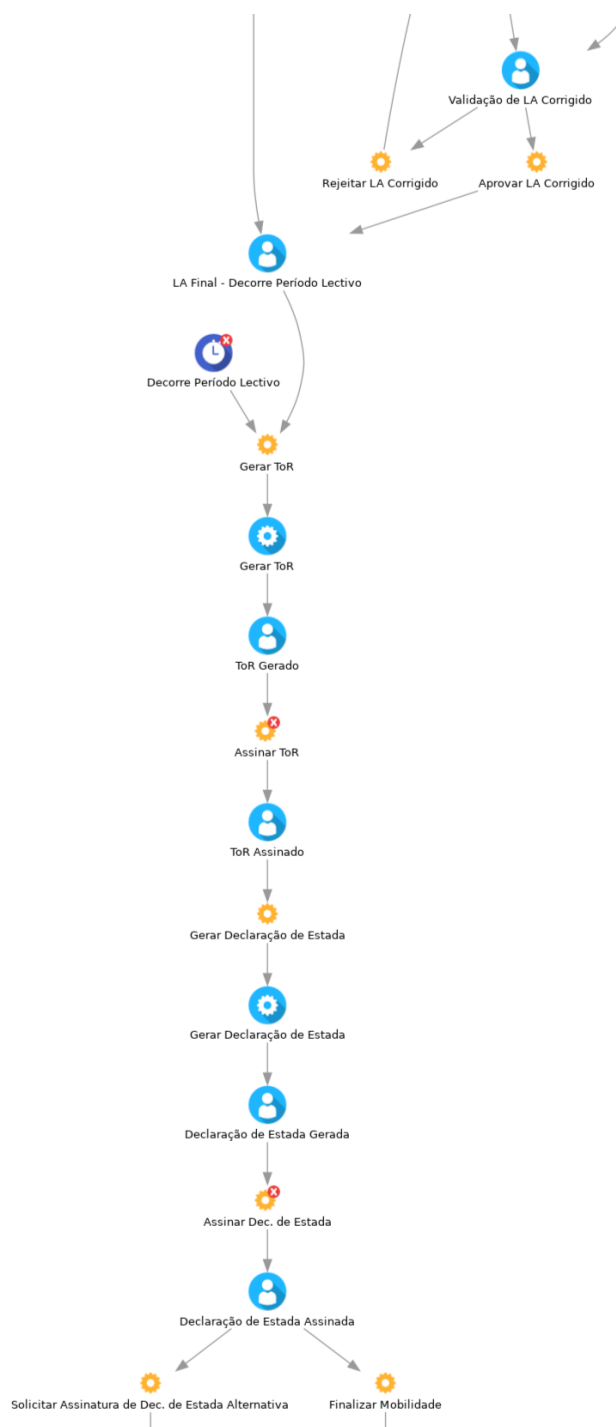 Validação de LA Corrigido
Rejeitar LA Corrigido
Aprovar LA Corrigido
LA Final - Decorre Período Lectivo
Decorre Período Lectivo
Gerar ToR
Gerar ToR
ToR Gerado
Assinar ToR
ToR Assinado
Gerar Declaração de Estada
Gerar Declaração de Estada
Declaração de Estada Gerada
Assinar Dec. de Estada
Declaração de Estada Assinada
Solicitar Assinatura de Dec. de Estada Alternativa
Finalizar Mobilidade